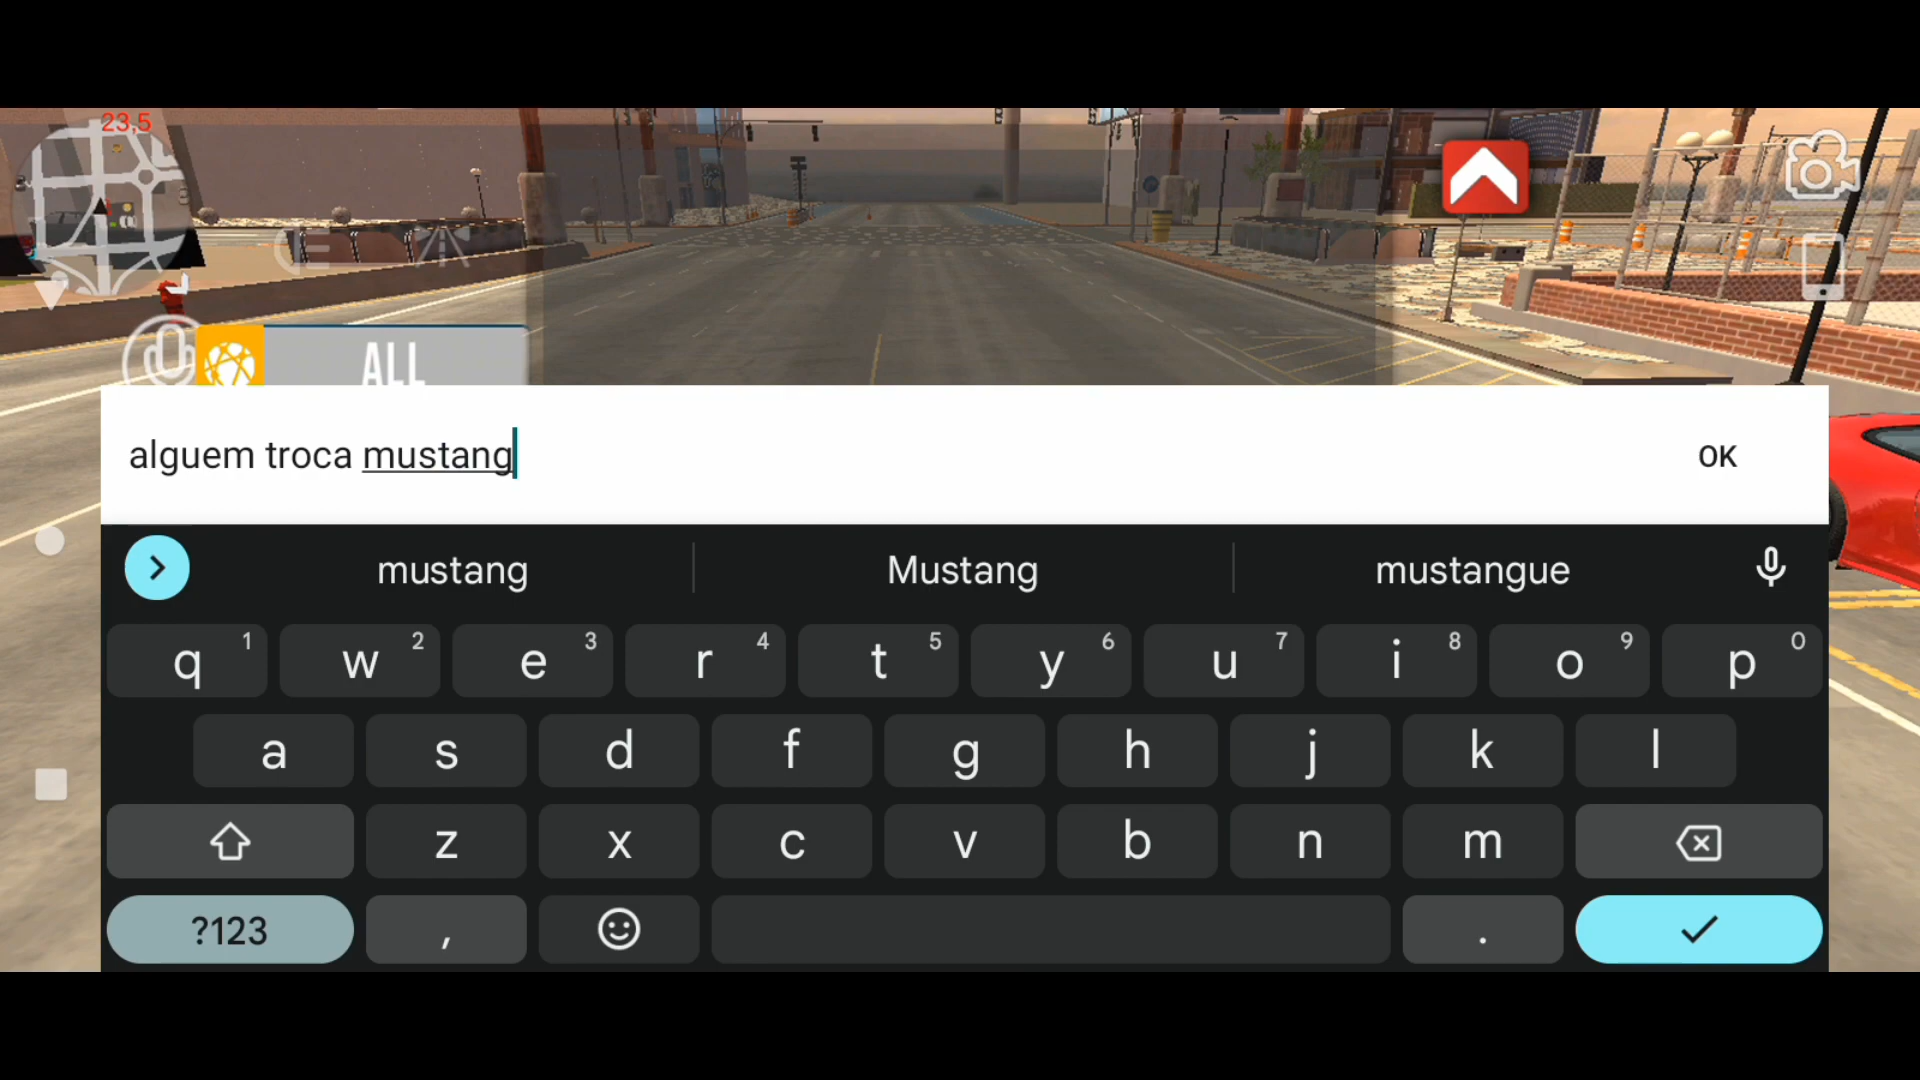 23,5
ALL
alguem troca mustang
OK
mustang Mustang mustangue
q 1 w 2 e 3 r 4 t 5 y 6 u 7 i 8 o 9 p 0
a s d f g h j k l
z x c v b n m
?123 , .